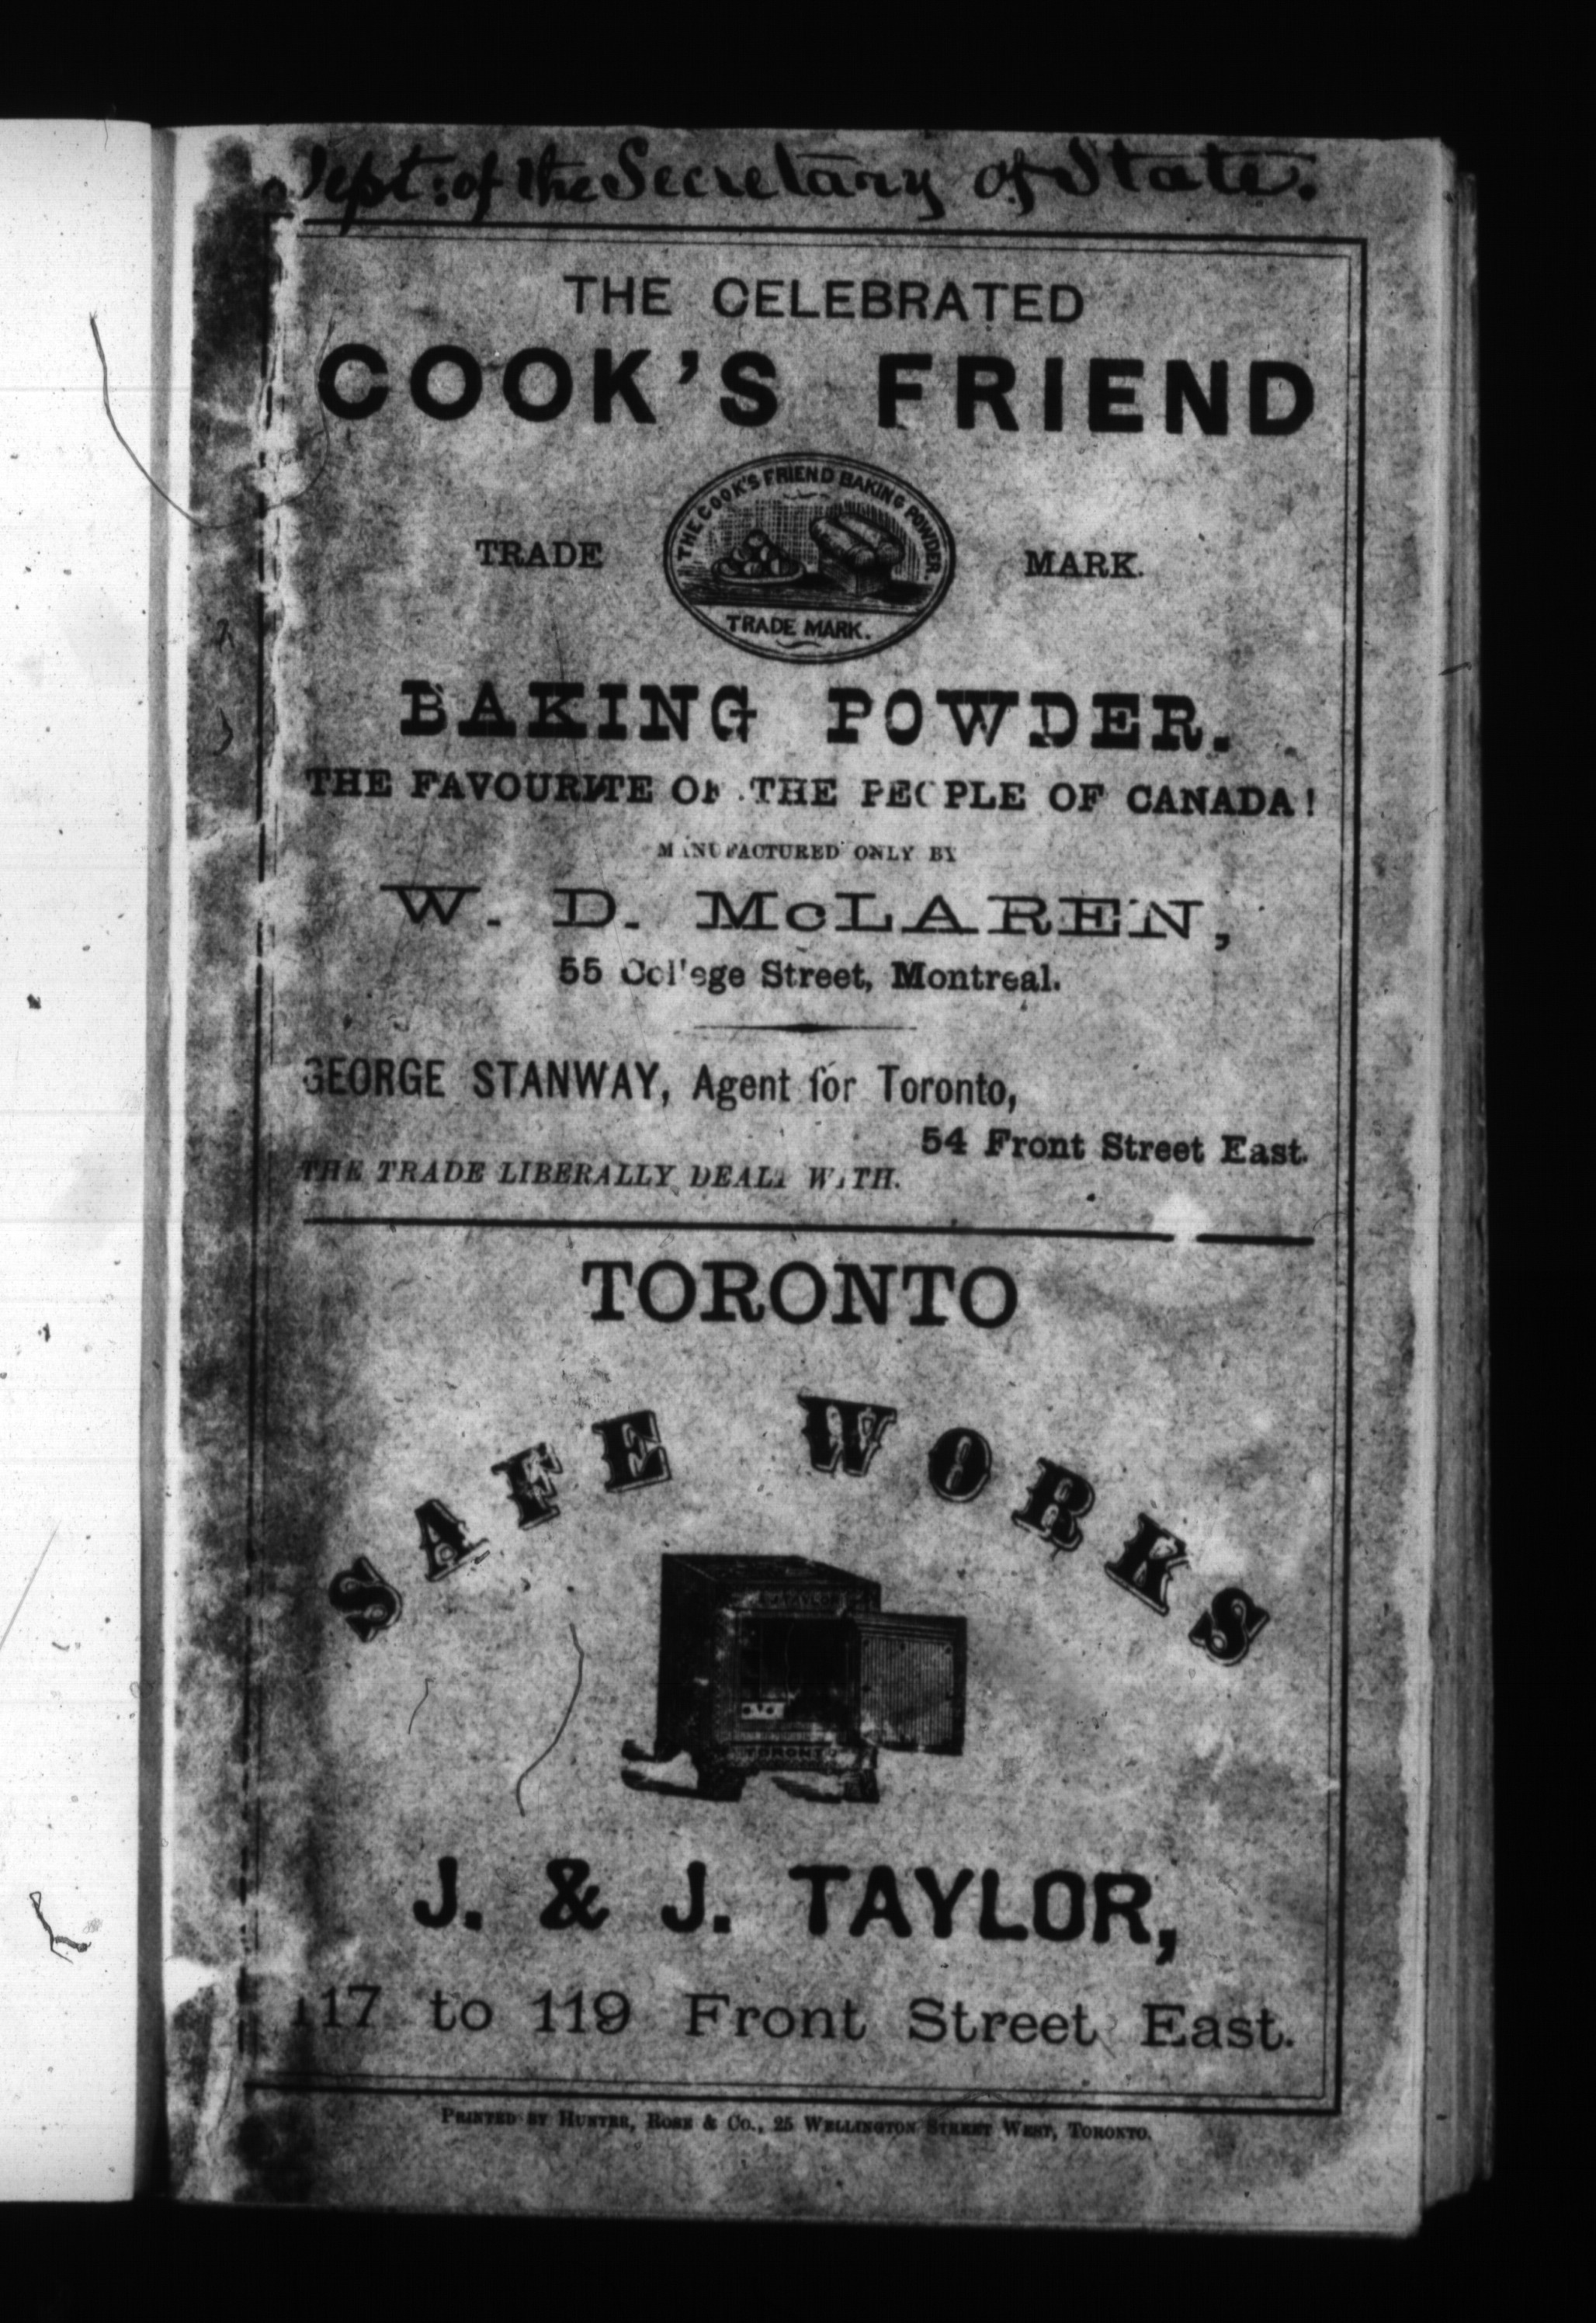 Dept: of the Secretary of State.
THE CELEBRATED
COOK'S FRIEND
THE COOK'S FRIEND BAKING POWDER.
TRADE MARK.
TRADE MARK.
BAKING POWDER.
THE FAVOURITE OF THE PEOPLE OF CANADA!
MANUFACTURED ONLY BY
W. D. McLAREN,
55 College Street, Montreal.
GEORGE STANWAY, Agent for Toronto,
54 Front Street East.
THE TRADE LIBERALLY DEALT WITH.
TORONTO
SAFE WORKS
J. & J. TAYLOR
TORONTO
J. & J. TAYLOR,
117 to 119 Front Street East.
PRINTED BY HUNTER, ROSE & CO., 25 WELLINGTON STREET WEST, TORONTO.